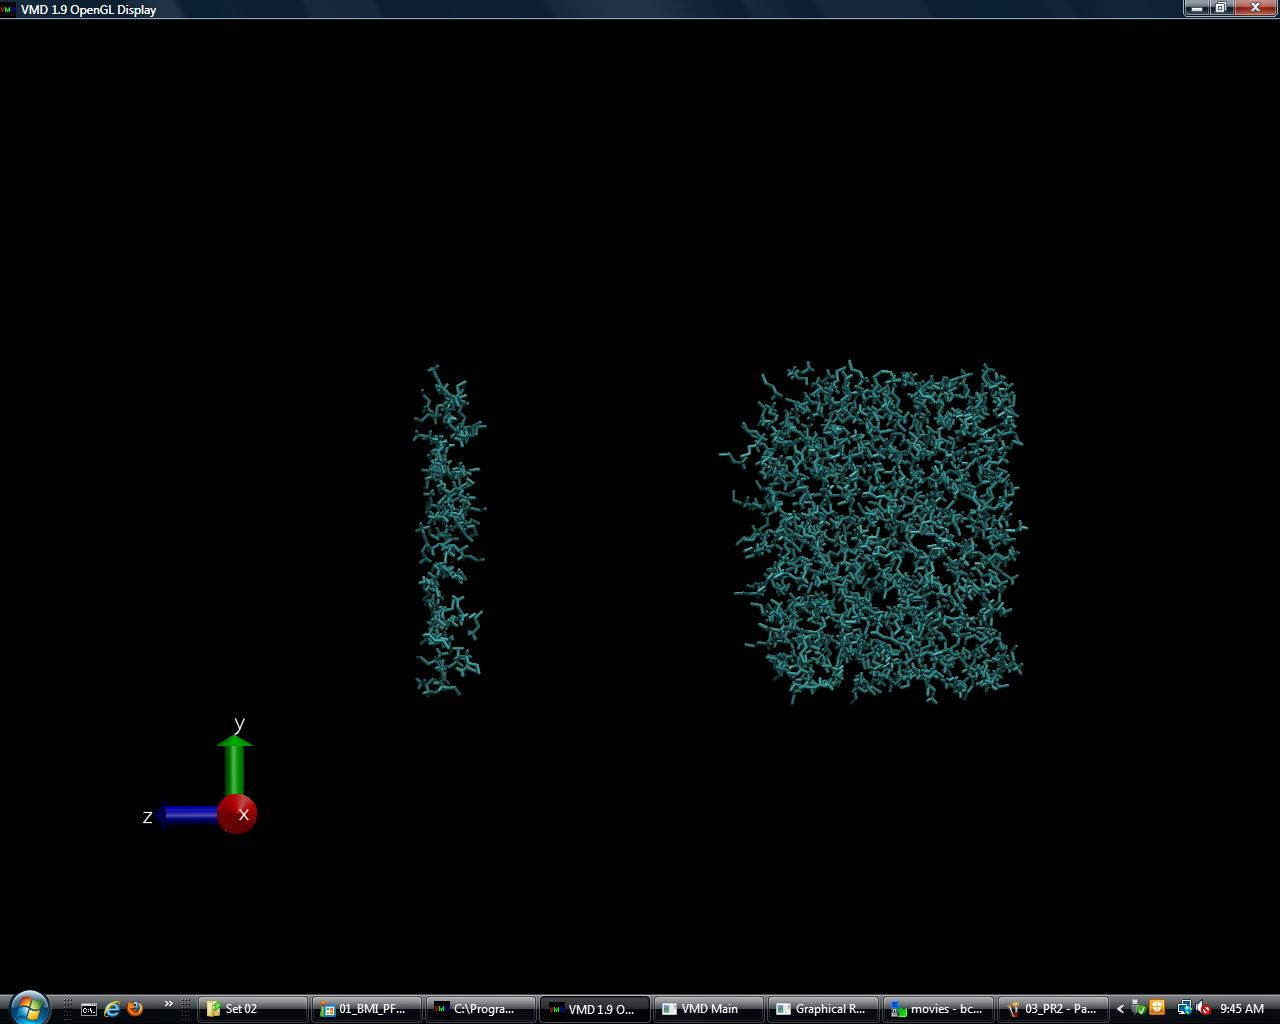 VMD 1.9 OpenGL Display
y
z
x
»
Set 02
01_BMI_PF...
C:\Progra...
VMD 1.9 O...
VMD Main
Graphical R...
movies - bc...
03_PR2 - Pa...
<
9:45 AM